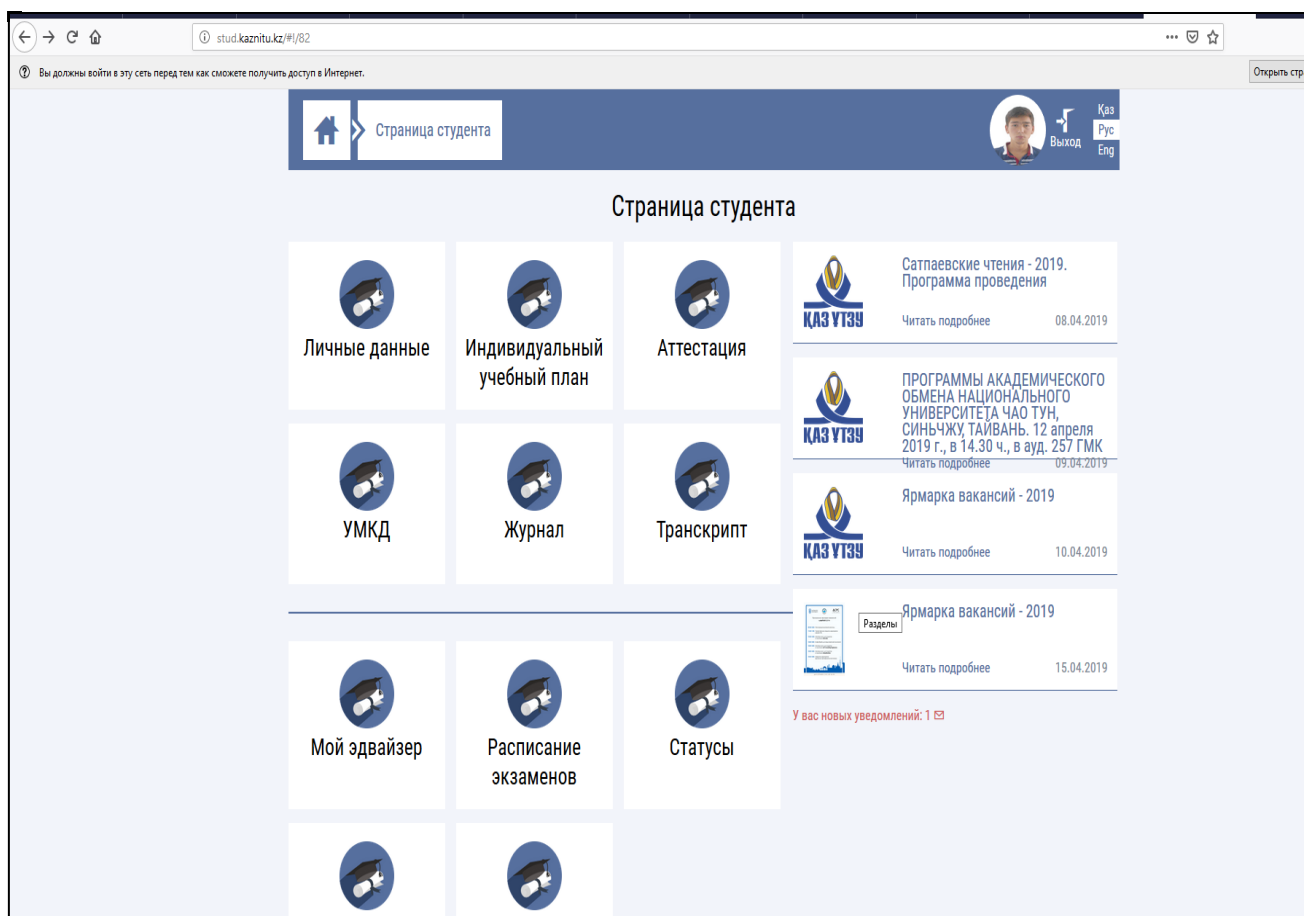 stud.kaznitu.kz/#!/82
Вы должны войти в эту сеть перед тем как сможете получить доступ в Интернет.
Открыть стр
Страница студента
Выход
Қаз
Рус
Eng
Страница студента
Личные данные
Индивидуальный
учебный план
Аттестация
УМКД
Журнал
Транскрипт
Мой эдвайзер
Расписание
экзаменов
Статусы
ҚАЗ ҰТЗУ
Сатпаевские чтения - 2019.
Программа проведения
Читать подробнее
08.04.2019
ҚАЗ ҰТЗУ
ПРОГРАММЫ АКАДЕМИЧЕСКОГО
ОБМЕНА НАЦИОНАЛЬНОГО
УНИВЕРСИТЕТА ЧАО ТУН,
СИНЬЧЖУ, ТАЙВАНЬ. 12 апреля
2019 г., в 14.30 ч., в ауд. 257 ГМК
Читать подробнее
09.04.2019
ҚАЗ ҰТЗУ
Ярмарка вакансий - 2019
Читать подробнее
10.04.2019
Разделы
Ярмарка вакансий - 2019
Читать подробнее
15.04.2019
У вас новых уведомлений: 1